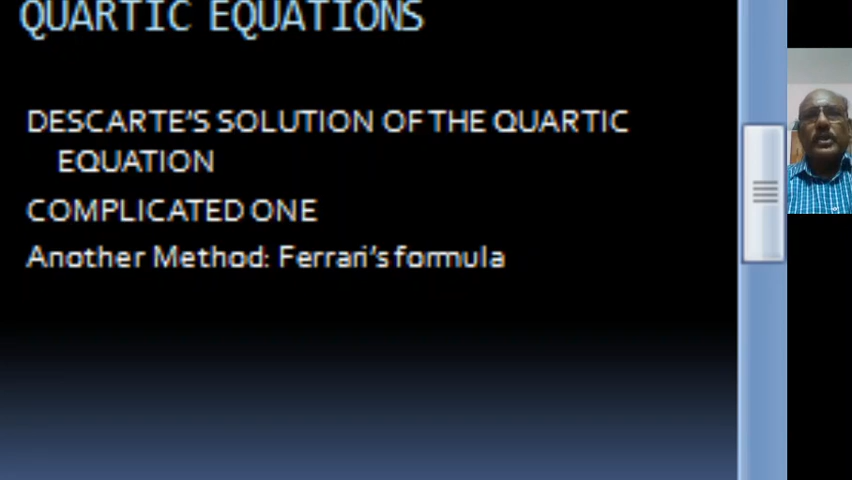 QUARTIC EQUATIONS
DESCARTE'S SOLUTION OF THE QUARTIC
EQUATION
COMPLICATED ONE
Another Method: Ferrari's formula